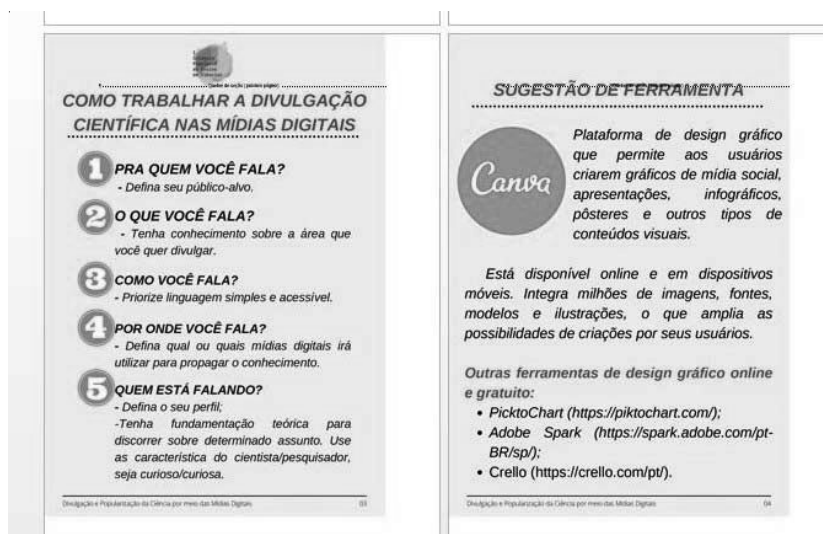 Quebra de seção (próxima página)
COMO TRABALHAR A DIVULGAÇÃO
CIENTÍFICA NAS MÍDIAS DIGITAIS
1 PRA QUEM VOCÊ FALA?
- Defina seu público-alvo.
2 O QUE VOCÊ FALA?
- Tenha conhecimento sobre a área que
você quer divulgar.
3 COMO VOCÊ FALA?
- Priorize linguagem simples e acessível.
4 POR ONDE VOCÊ FALA?
- Defina qual ou quais mídias digitais irá
utilizar para propagar o conhecimento.
5 QUEM ESTÁ FALANDO?
- Defina o seu perfil;
-Tenha fundamentação teórica para
discorrer sobre determinado assunto. Use
as característica do cientista/pesquisador,
seja curioso/curiosa.
Divulgação e Popularização da Ciência por meio das Mídias Digitais 03
SUGESTÃO DE FERRAMENTA
Canva
Plataforma de design gráfico
que permite aos usuários
criarem gráficos de mídia social,
apresentações, infográficos,
pôsteres e outros tipos de
conteúdos visuais.
Está disponível online e em dispositivos
móveis. Integra milhões de imagens, fontes,
modelos e ilustrações, o que amplia as
possibilidades de criações por seus usuários.
Outras ferramentas de design gráfico online
e gratuito:
• PicktoChart (https://piktochart.com/);
• Adobe Spark (https://spark.adobe.com/pt-
BR/sp/);
• Crello (https://crello.com/pt/).
Divulgação e Popularização da Ciência por meio das Mídias Digitais 04